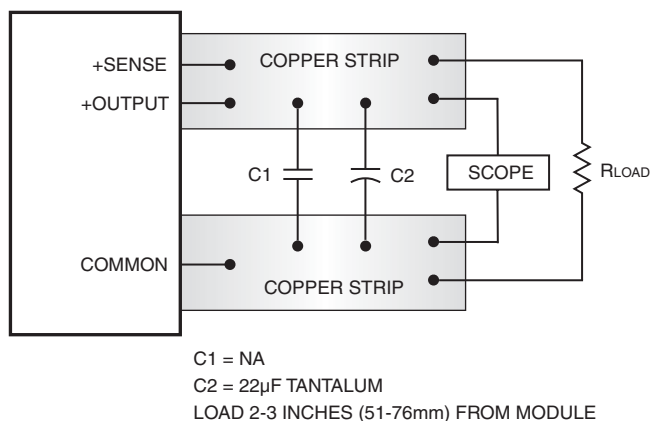 +SENSE
COPPER STRIP
+OUTPUT
C1
C2
SCOPE
RLOAD
COMMON
COPPER STRIP
C1 = NA
C2 = 22µF TANTALUM
LOAD 2-3 INCHES (51-76mm) FROM MODULE